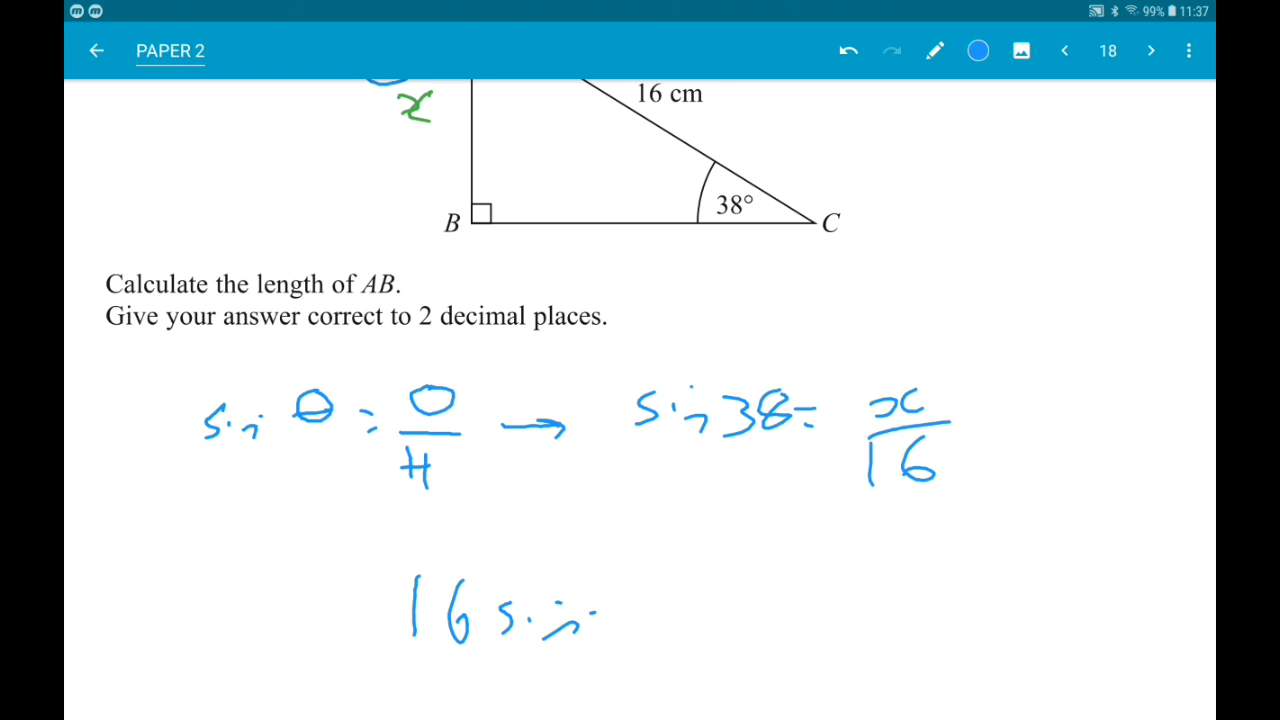 99% 11:37
PAPER 2
18
16 cm
x
38°
B
C
Calculate the length of AB.
Give your answer correct to 2 decimal places.
sin θ = O/H → sin 38 = x/16
16 sin